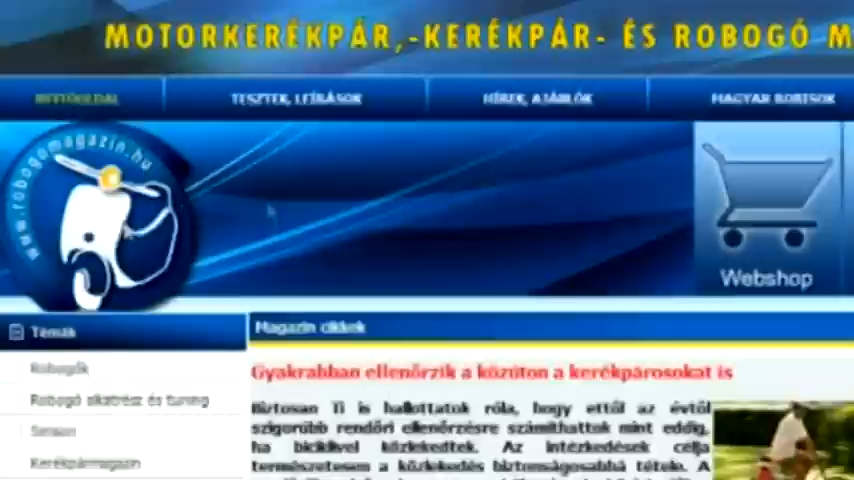 MOTORKERÉKPÁR,-KERÉKPÁR- ÉS ROBOGÓ M
TESZTEK, LEÍRÁSOK
HÍREK, AJÁNLÓK
MAGYAR
www.robogomagazin.hu
Webshop
Témák
Magazin cikkek
Robogók
Gyakrabban ellenőrzik a közúton a kerékpárosokat is
Robogó alkatrész és tuning
Biztosan Ti is hallottatok róla, hogy ettől az évtől
szigorúbb rendőri ellenőrzésre számíthattok mint eddig,
ha biciklivel közlekedtek. Az intézkedések célja
Kerékpármagazin
természetesen a közlekedés biztonságosabbá tétele. A